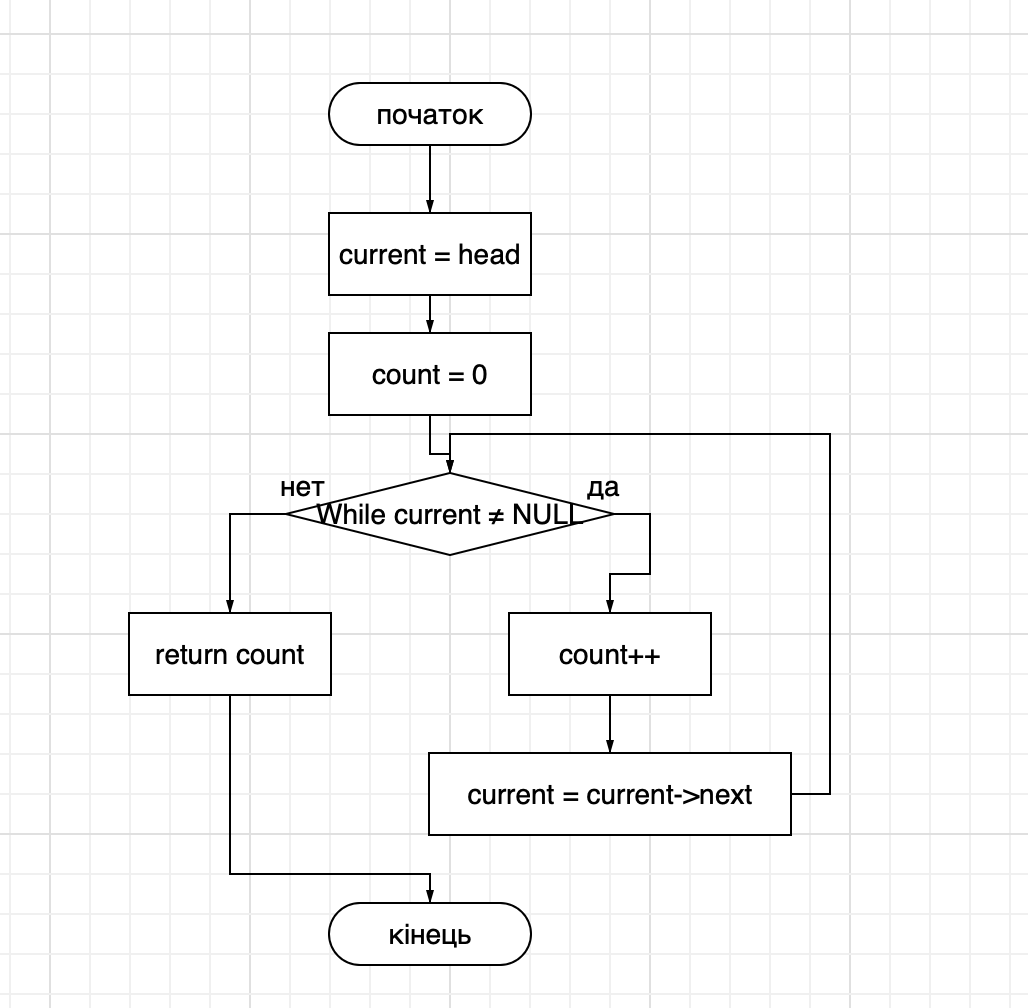 початок
current = head
count = 0
нет
да
While current ≠ NULL
return count
count++
current = current->next
кінець